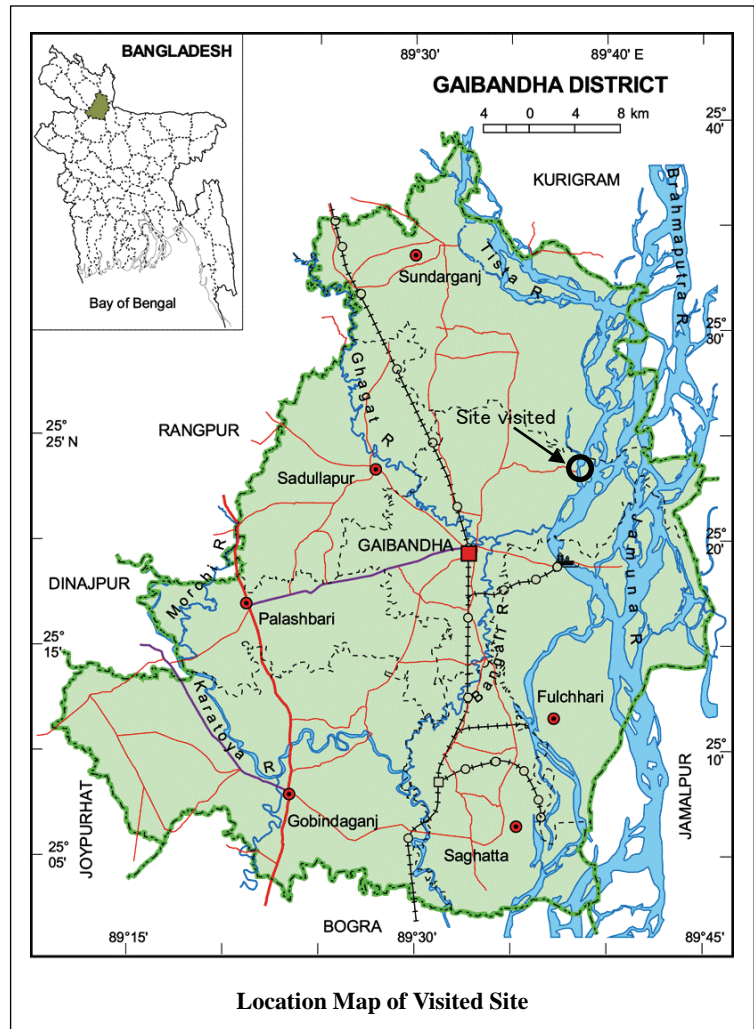 BANGLADESH
Bay of Bengal
89°30'
89°40' E
GAIBANDHA DISTRICT
4 0 4 8 km
25°
40'
KURIGRAM
Brahmaputra R
Tista R
Sundarganj
25°
30'
Ghagat R
25°
25' N
RANGPUR
Site visited
Sadullapur
Jamuna R
GAIBANDHA
25°
20'
Morobi R
DINAJPUR
Palashbari
25°
15'
Bangali R
Karatoya R
Fulchhari
25°
10'
JOYPURHAT
Gobindaganj
JAMALPUR
25°
05'
Saghatta
BOGRA
89°15'
89°30'
89°45'
Location Map of Visited Site